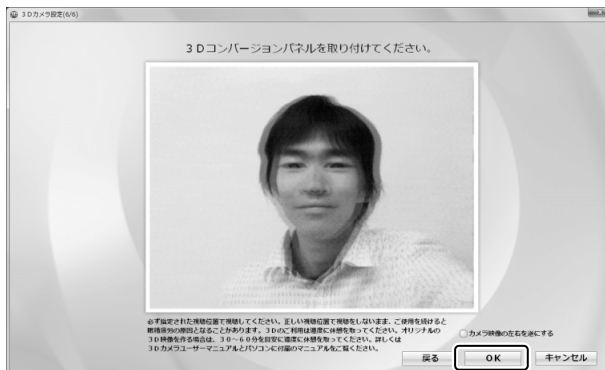 3Dカメラ設定(6/6)
3Dコンバージョンパネルを取り付けてください。
必ず指定された視聴位置で視聴してください。正しい視聴位置で視聴をしないまま、ご使用を続けると
眼精疲労の原因となることがあります。3Dのご利用は適度に休憩を取ってください。オリジナルの
3D映像を作る場合は、30～60分を目安に適度に休憩を取ってください。詳しくは
3Dカメラユーザーマニュアルとパソコンに付属のマニュアルをご覧ください。
カメラ映像の左右を逆にする
戻る
OK
キャンセル